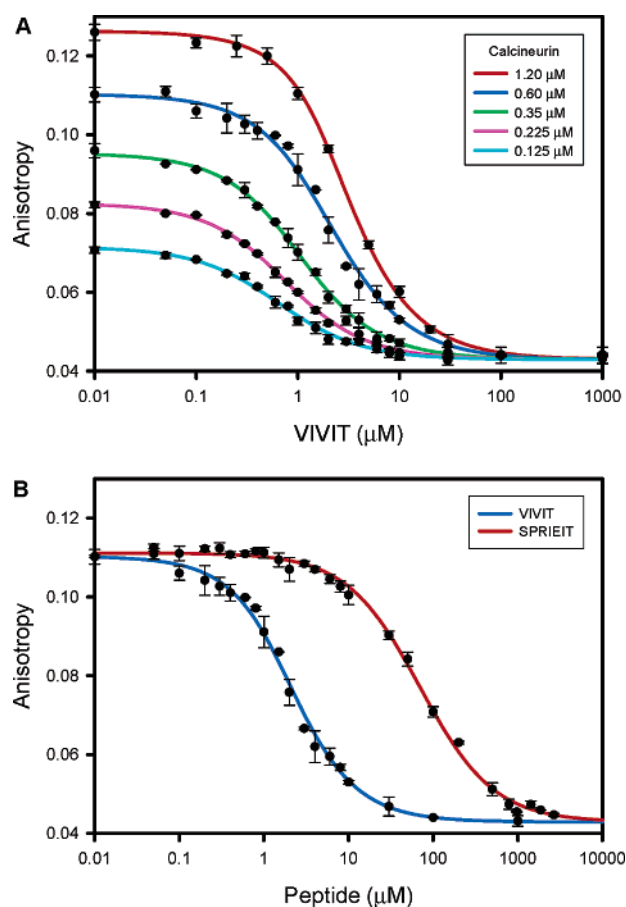 A
0.12
0.10
0.08
0.06
0.04
Anisotropy
Calcineurin
1.20 μM
0.60 μM
0.35 μM
0.225 μM
0.125 μM
0.01 0.1 1 10 100 1000
VIVIT (μM)
B
0.12
0.10
0.08
0.06
0.04
Anisotropy
VIVIT
SPRIEIT
0.01 0.1 1 10 100 1000 10000
Peptide (μM)